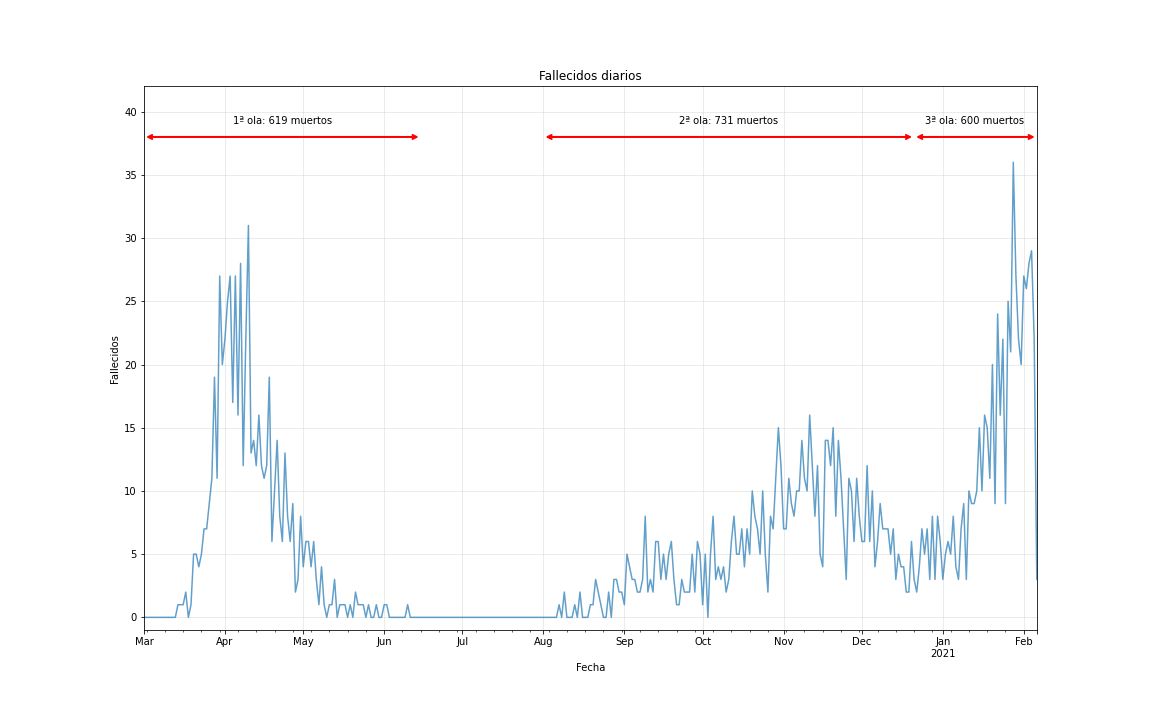 Fallecidos diarios
40
35
30
25
20
15
10
5
0
1ª ola: 619 muertos
2ª ola: 731 muertos
3ª ola: 600 muertos
Fallecidos
Mar Apr May Jun Jul Aug Sep Oct Nov Dec Jan Feb
2021
Fecha